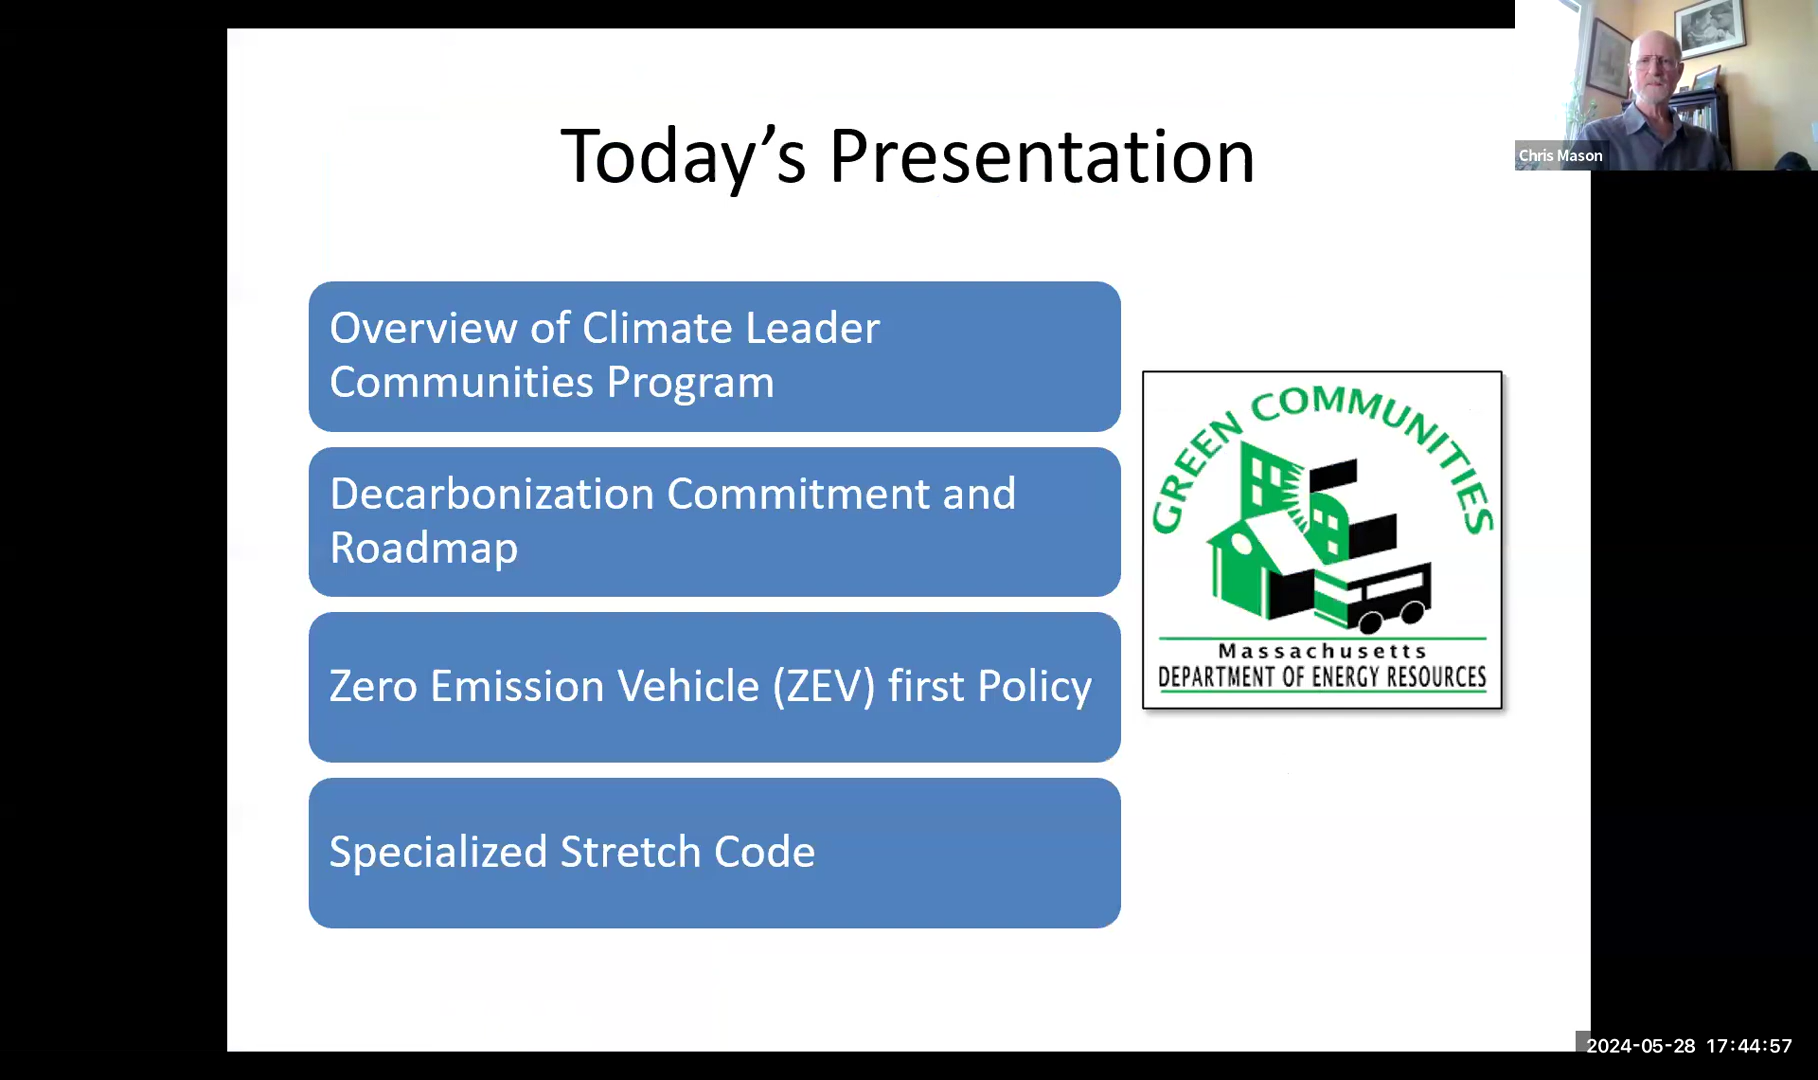 Today’s Presentation
Chris Mason
Overview of Climate Leader
Communities Program
Decarbonization Commitment and
Roadmap
Zero Emission Vehicle (ZEV) first Policy
Specialized Stretch Code
GREEN COMMUNITIES
Massachusetts
DEPARTMENT OF ENERGY RESOURCES
2024-05-28 17:44:57